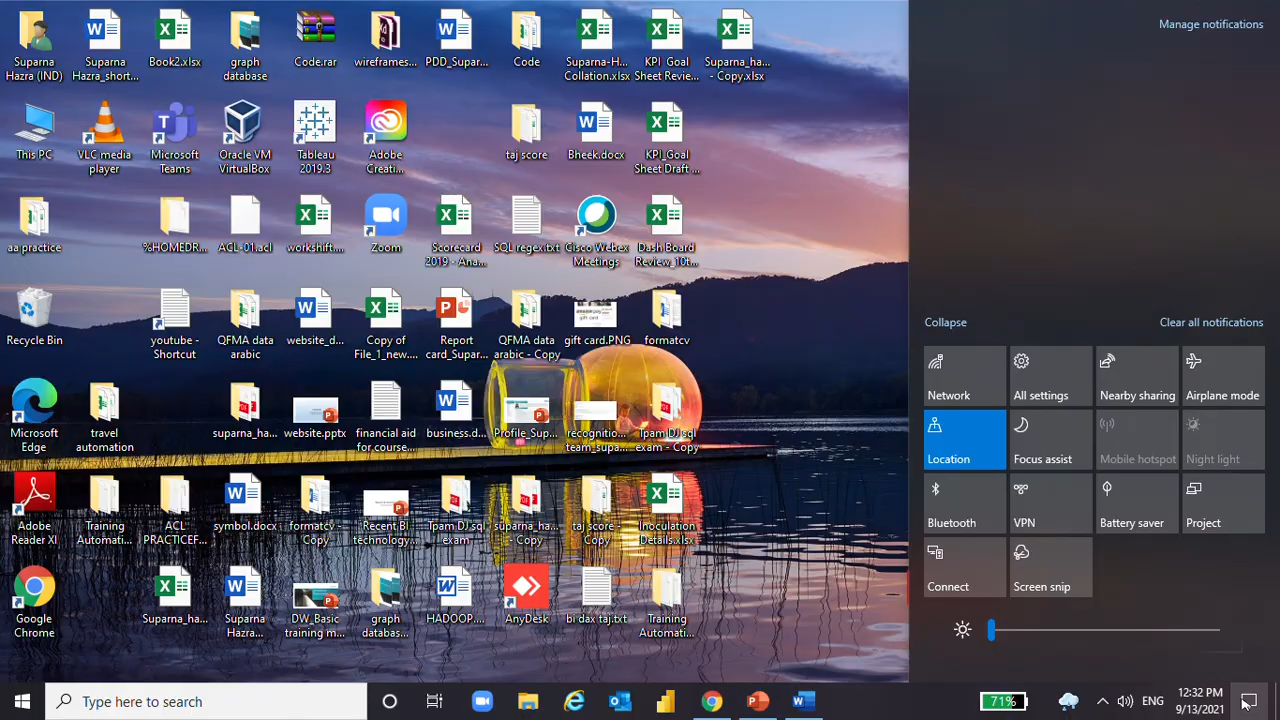 Manage notifications
Suparna
Hazra (IND)
Suparna
Hazra_short...
Book2.xlsx
graph
database
Code.rar
wireframes...
PDD_Supar...
Code
Suparna-H...
Collation.xlsx
KPI_Goal
Sheet Revie...
Suparna_ha...
- Copy.xlsx
This PC
VLC media
player
Microsoft
Teams
Oracle VM
VirtualBox
Tableau
2019.3
Adobe
Creati...
taj score
Bheek.docx
KPI_Goal
Sheet Draft ...
aa practice
%HOMEDR...
ACL-01.acl
workshift....
Zoom
Scorecard
2019 - Ana...
SQL regex.txt
Cisco Webex
Meetings
Dash Board
Review_10t...
Recycle Bin
youtube -
Shortcut
QFMA data
arabic
website_d...
Copy of
File_1_new....
Report
card_Supar...
QFMA data
arabic - Copy
gift card.PNG
formatcv
Microsoft
Edge
travel
automation
suparna_ha...
website.pptx
financial aid
for course...
business.d...
Profile_Sup...
recognition...
team_supa...
Ipam DJ.sql
exam - Copy
Adobe
Reader XI
Training
Automati...
ACL
PRACTICEF...
symbol.docx
formatcv -
Copy
Recent BI
technology...
Ipam DJ.sql
exam
suparna_ha...
- Copy
taj score -
Copy
Inoculation
Details.xlsx
Google
Chrome
Suparna_ha...
Suparna
Hazra...
DW_Basic
training m...
graph
databas...
HADOOP....
AnyDesk
bi dax taj.txt
Training
Automati...
Collapse
Clear all notifications
Network
All settings
Nearby sharing
Airplane mode
Location
Focus assist
Mobile hotspot
Night light
Bluetooth
VPN
Battery saver
Project
Connect
Screen snip
Type here to search
71%
ENG
12:32 PM
9/13/2021